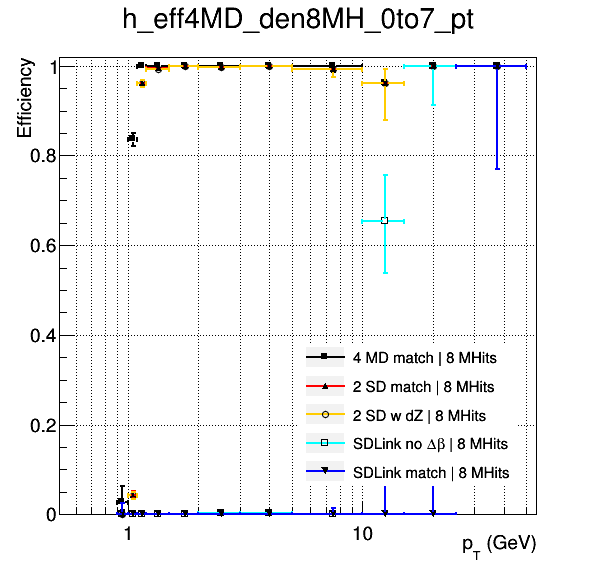 h_eff4MD_den8MH_0to7_pt
Efficiency
1
0.8
0.6
0.4
0.2
0
4 MD match | 8 MHits
2 SD match | 8 MHits
2 SD w dZ | 8 MHits
SDLink no Δβ | 8 MHits
SDLink match | 8 MHits
1 10
p_T (GeV)